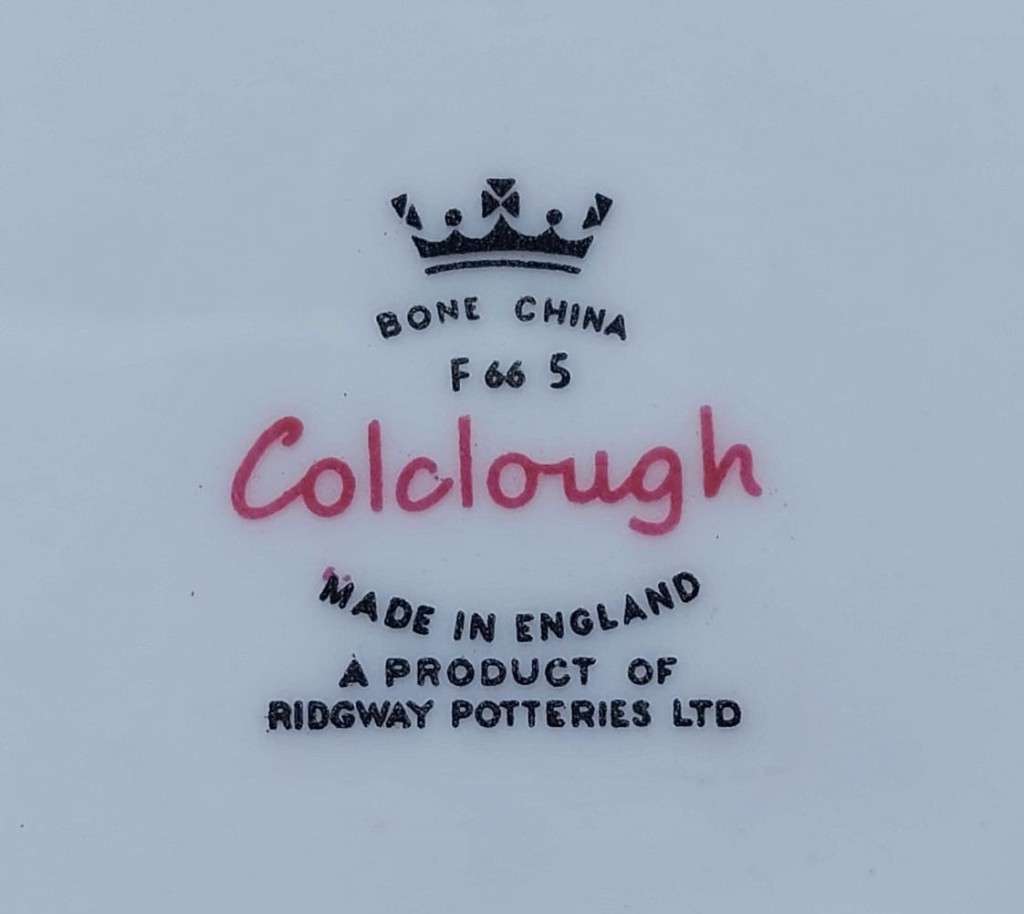 BONE CHINA
F 66 5
Colclough
MADE IN ENGLAND
A PRODUCT OF
RIDGWAY POTTERIES LTD